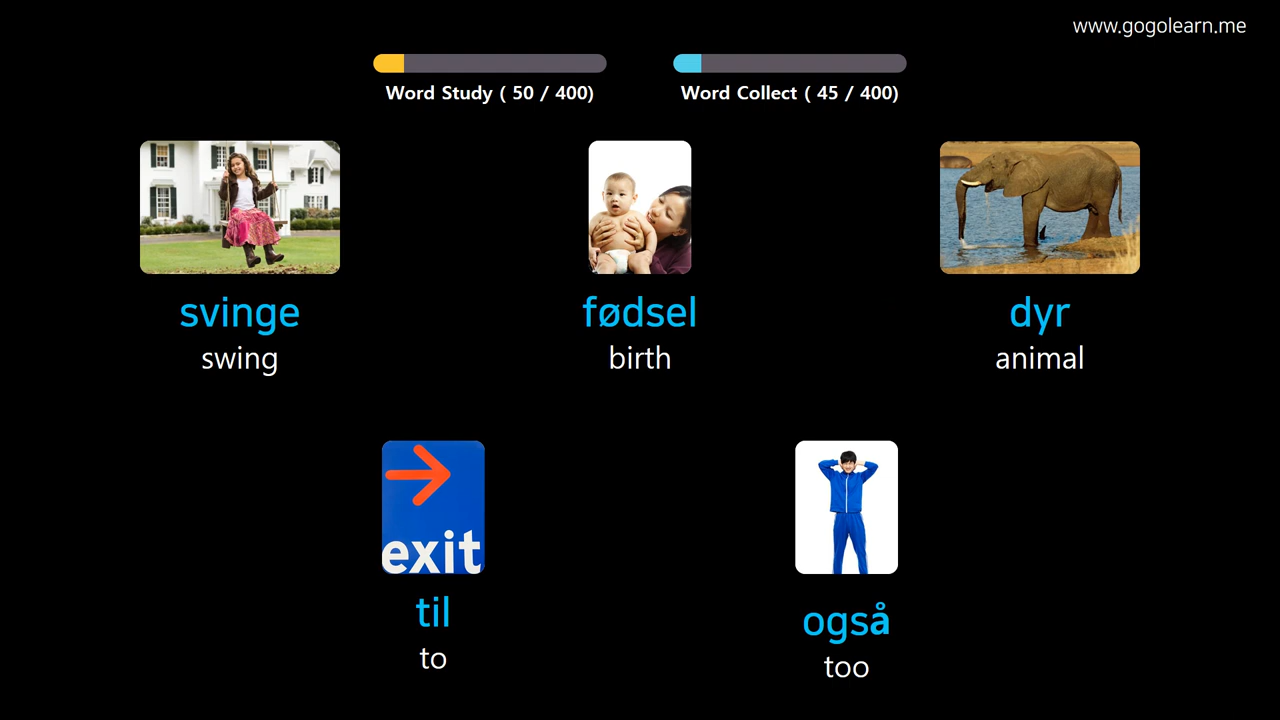 www.gogolearn.me
Word Study ( 50 / 400)
Word Collect ( 45 / 400)
svinge
swing
fødsel
birth
dyr
animal
exit
til
to
også
too